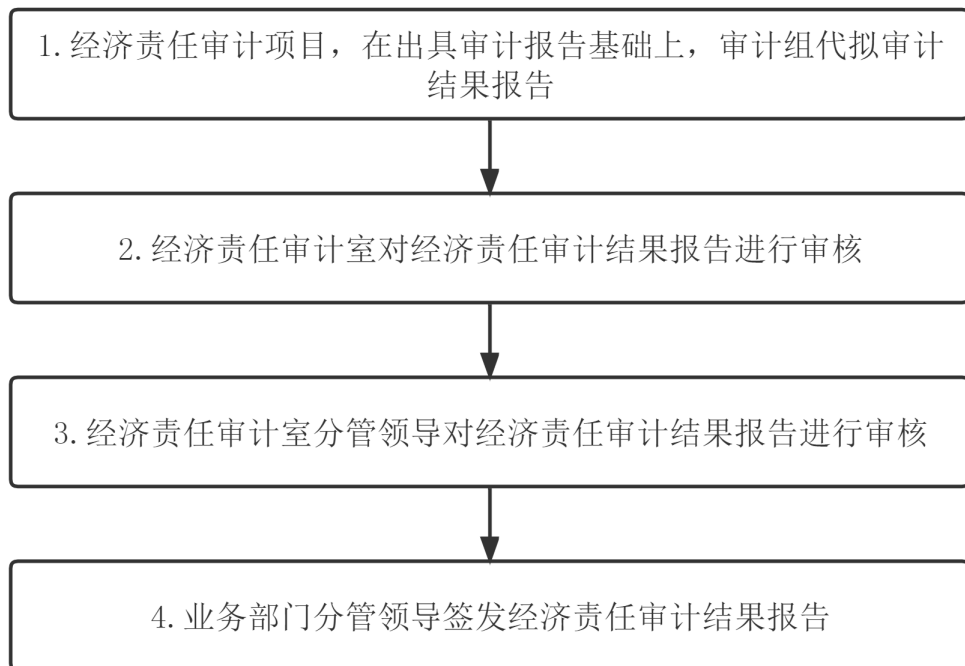 1.经济责任审计项目，在出具审计报告基础上，审计组代拟审计
结果报告
2.经济责任审计室对经济责任审计结果报告进行审核
3.经济责任审计室分管领导对经济责任审计结果报告进行审核
4.业务部门分管领导签发经济责任审计结果报告